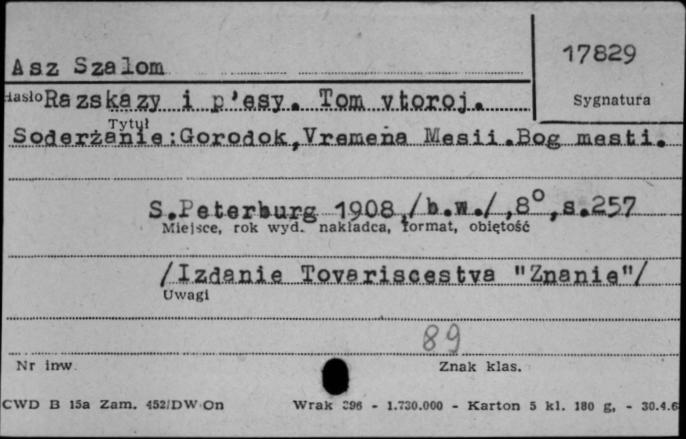 Asz Szalom
17829
Hasło Razskazy i p'esy. Tom vtoroj.
Sygnatura
Tytuł
Soderżanie:Gorodok,Vremena Mesii.Bog mesti.
S.Peterburg 1908,/b.w./,8°,s.257
Miejsce, rok wyd. nakładca, format, objętość
/Izdanie Tovariscestva "Znanie"/
Uwagi
89
Nr inw. Znak klas.
CWD B 15a Zam. 452/DW On Wrak 296 - 1.730.000 - Karton 5 kl. 180 g, - 30.4.6